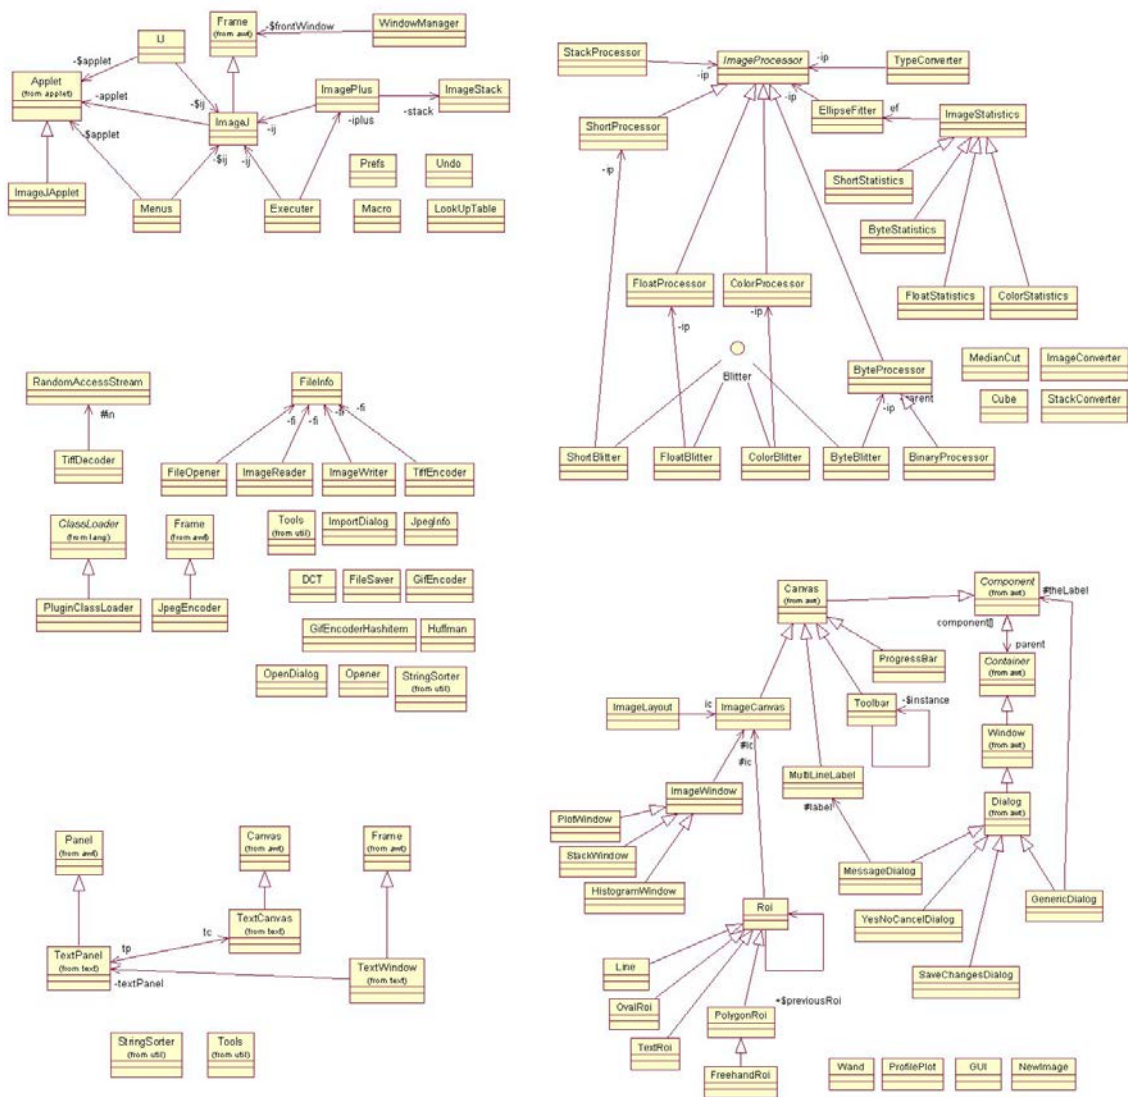 Frame
(from awt)
-$frontWindow
WindowManager
IJ
-$applet
Applet
(from applet)
-applet
-$ij
ImageJ
ImagePlus
-stack
ImageStack
-ij
-iplus
-$applet
-$ij
-ij
ImageJApplet
Menus
Executer
Prefs
Undo
Macro
LookUpTable
StackProcessor
-ip
ImageProcessor
-ip
TypeConverter
-ip
-ip
ShortProcessor
EllipseFitter
ef
ImageStatistics
-ip
ShortStatistics
ByteStatistics
FloatProcessor
ColorProcessor
FloatStatistics
ColorStatistics
-ip
-ip
Blitter
ByteProcessor
MedianCut
ImageConverter
-ip
-parent
Cube
StackConverter
ShortBlitter
FloatBlitter
ColorBlitter
ByteBlitter
BinaryProcessor
RandomAccessStream
#in
TiffDecoder
FileInfo
-fi
-fi
-fi
-fi
FileOpener
ImageReader
ImageWriter
TiffEncoder
ClassLoader
(from lang)
Frame
(from awt)
Tools
(from util)
ImportDialog
JpegInfo
PluginClassLoader
JpegEncoder
DCT
FileSaver
GifEncoder
GifEncoderHashitem
Huffman
OpenDialog
Opener
StringSorter
(from util)
Canvas
(from awt)
Component
(from awt)
#theLabel
component[]
parent
ProgressBar
Container
(from awt)
ImageLayout
ic
ImageCanvas
Toolbar
-$instance
Window
(from awt)
#ic
#ic
ImageWindow
MultiLineLabel
#label
Dialog
(from awt)
PlotWindow
StackWindow
HistogramWindow
MessageDialog
YesNoCancelDialog
GenericDialog
SaveChangesDialog
Roi
Line
OvalRoi
TextRoi
+$previousRoi
PolygonRoi
FreehandRoi
Wand
ProfilePlot
GUI
NewImage
Panel
(from awt)
Canvas
(from awt)
Frame
(from awt)
TextCanvas
(from text)
tc
tp
TextPanel
(from text)
-textPanel
TextWindow
(from text)
StringSorter
(from util)
Tools
(from util)